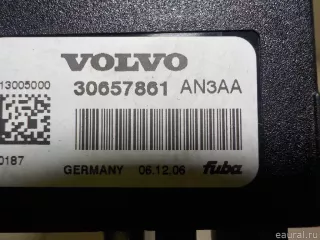 VOLVO
13005000
30657861 AN3AA
0187
GERMANY 06.12.06 fuba
eaural.ru